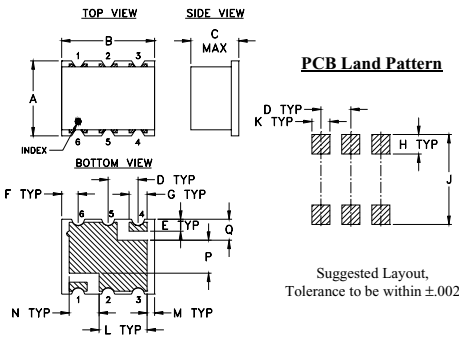 TOP VIEW
SIDE VIEW
B
C
MAX
1 2 3
A
6 5 4
INDEX
BOTTOM VIEW
F TYP
D TYP
G TYP
6 5 4
E TYP
Q
P
1 2 3
N TYP
M TYP
L TYP
PCB Land Pattern
D TYP
K TYP
H TYP
J
Suggested Layout,
Tolerance to be within ±.002